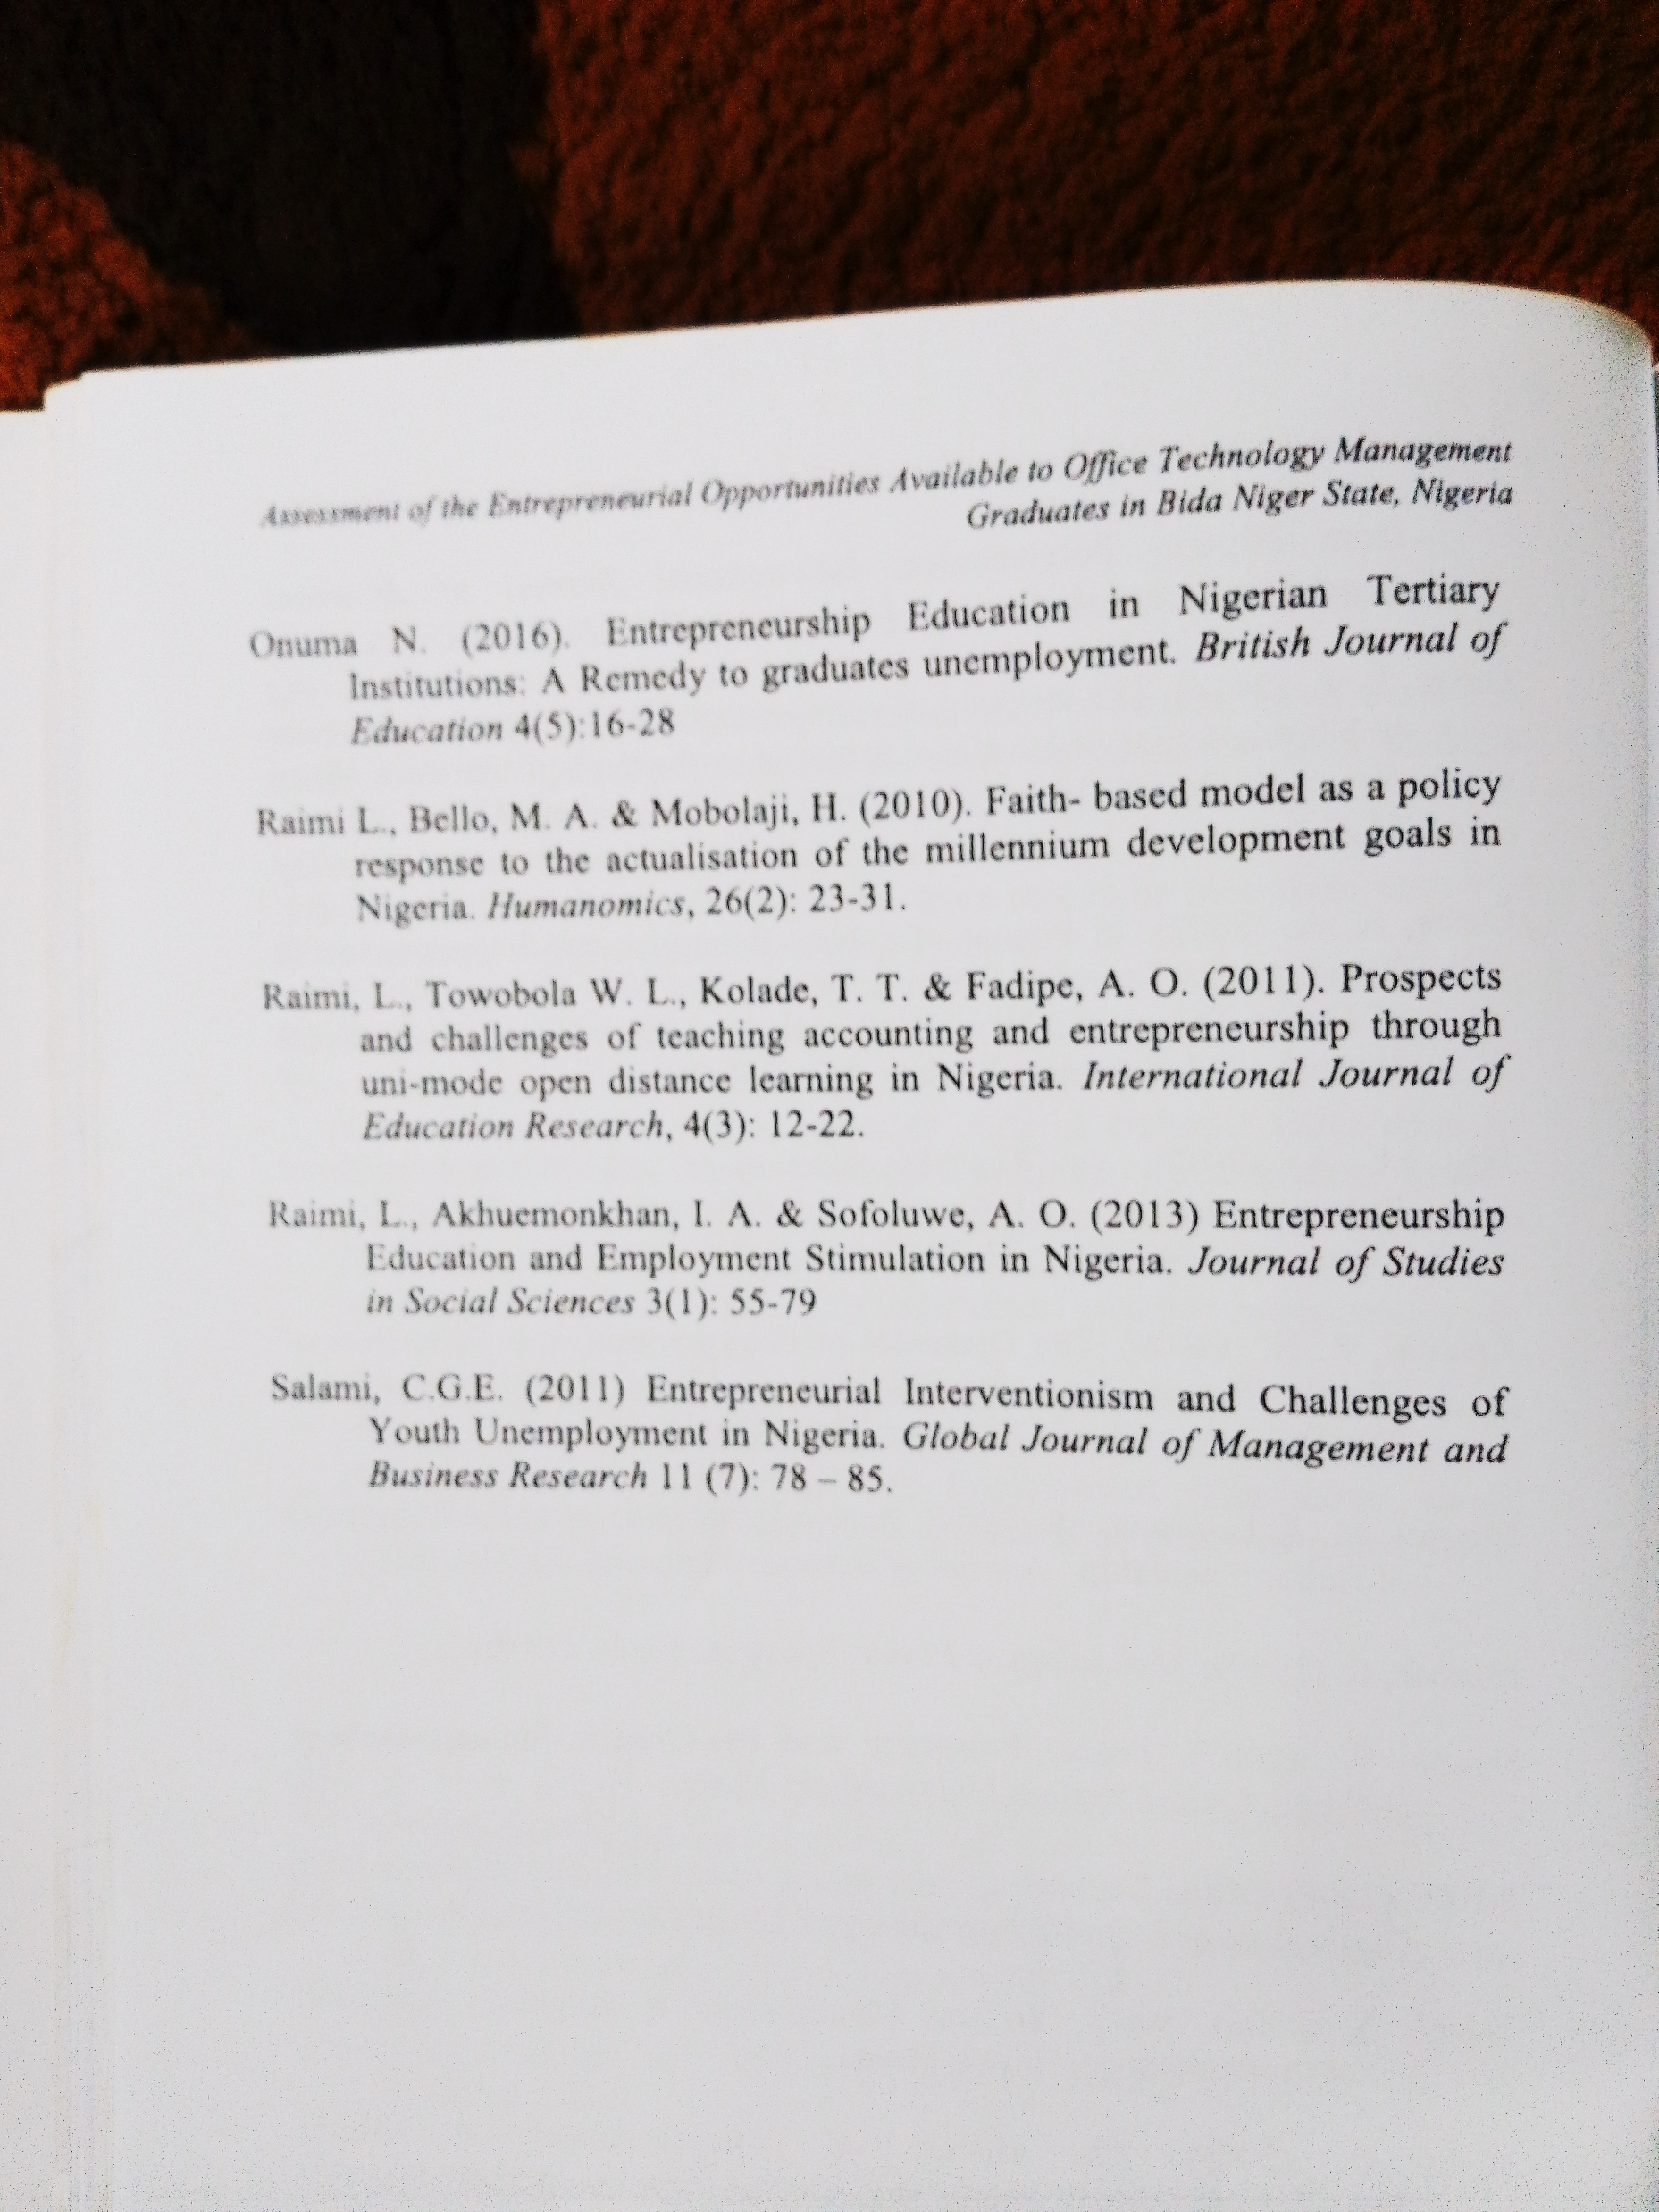 Assessment of the Entrepreneurial Opportunities Available to Office Technology Management
Graduates in Bida Niger State, Nigeria
Onuma N. (2016). Entrepreneurship Education in Nigerian Tertiary
Institutions: A Remedy to graduates unemployment. British Journal of
Education 4(5):16-28
Raimi L., Bello, M. A. & Mobolaji, H. (2010). Faith- based model as a policy
response to the actualisation of the millennium development goals in
Nigeria. Humanomics, 26(2): 23-31.
Raimi, L., Towobola W. L., Kolade, T. T. & Fadipe, A. O. (2011). Prospects
and challenges of teaching accounting and entrepreneurship through
uni-mode open distance learning in Nigeria. International Journal of
Education Research, 4(3): 12-22.
Raimi, L., Akhuemonkhan, I. A. & Sofoluwe, A. O. (2013) Entrepreneurship
Education and Employment Stimulation in Nigeria. Journal of Studies
in Social Sciences 3(1): 55-79
Salami, C.G.E. (2011) Entrepreneurial Interventionism and Challenges of
Youth Unemployment in Nigeria. Global Journal of Management and
Business Research 11 (7): 78 – 85.